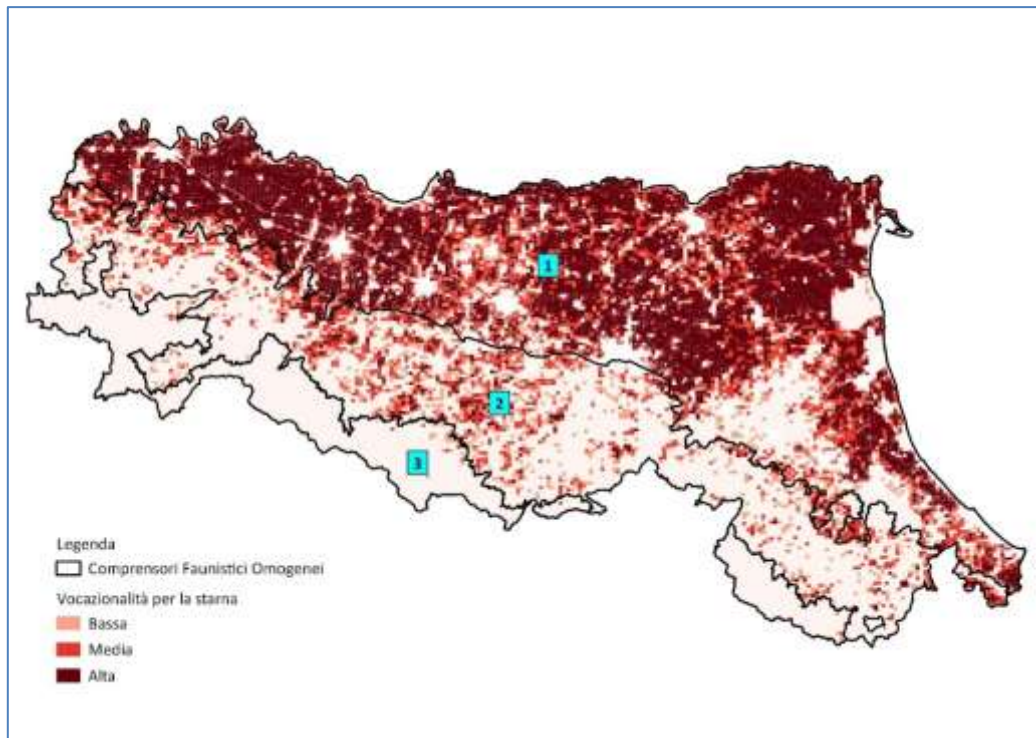 1
2
3
Legenda
Comprensori Faunistici Omogenei
Vocazionalità per la starna
Bassa
Media
Alta